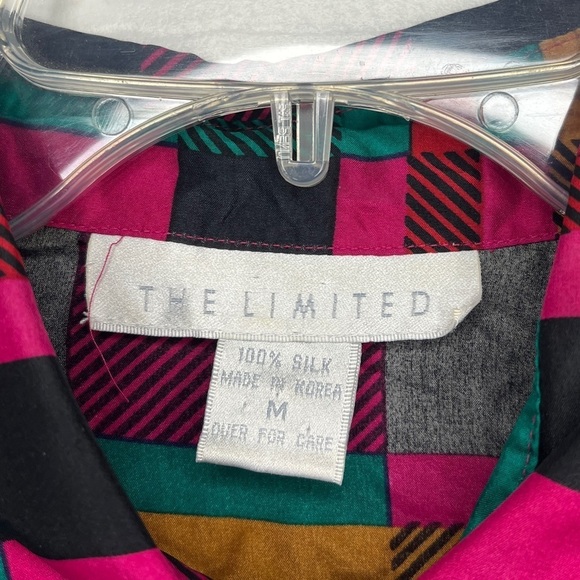 THE LIMITED
100% SILK
MADE IN KOREA
M
OVER FOR CARE